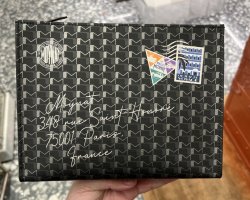 Moynat
348 rue Saint-Honoré
75001 Paris
France